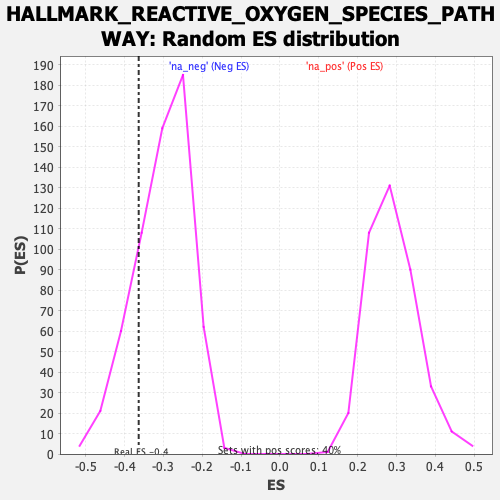 HALLMARK_REACTIVE_OXYGEN_SPECIES_PATH
WAY: Random ES distribution
'na_neg' (Neg ES)
'na_pos' (Pos ES)
190
180
170
160
150
140
130
120
110
100
90
80
70
60
50
40
30
20
10
0
P(ES)
Real ES -0.4
Sets with pos scores: 40%
-0.5 -0.4 -0.3 -0.2 -0.1 0.0 0.1 0.2 0.3 0.4 0.5
ES